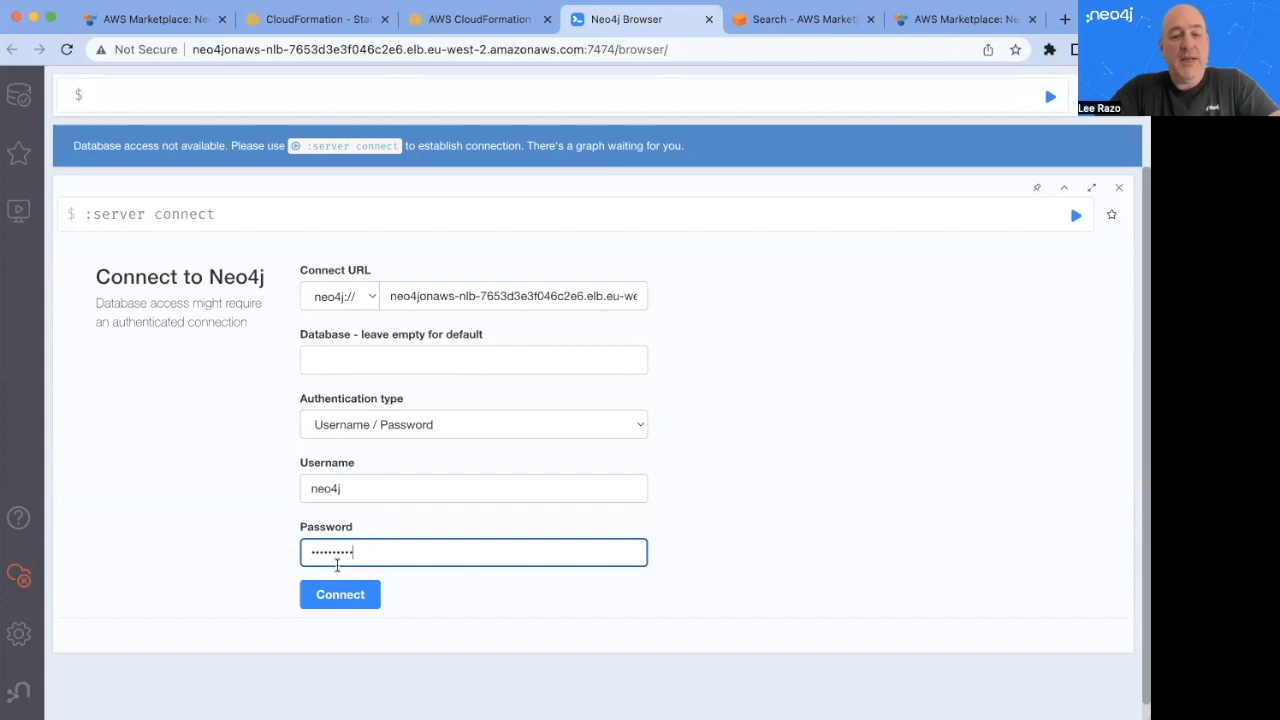 AWS Marketplace: Ne
CloudFormation - Stac
AWS CloudFormation
Neo4j Browser
Search - AWS Market
AWS Marketplace: Ne
Not Secure
neo4jonaws-nlb-7653d3e3f046c2e6.elb.eu-west-2.amazonaws.com:7474/browser/
neo4j
Lee Razo
$
Database access not available. Please use :server connect to establish connection. There's a graph waiting for you.
$ :server connect
Connect to Neo4j
Database access might require
an authenticated connection
Connect URL
neo4j://
neo4jonaws-nlb-7653d3e3f046c2e6.elb.eu-we
Database - leave empty for default
Authentication type
Username / Password
Username
neo4j
Password
••••••••••
Connect